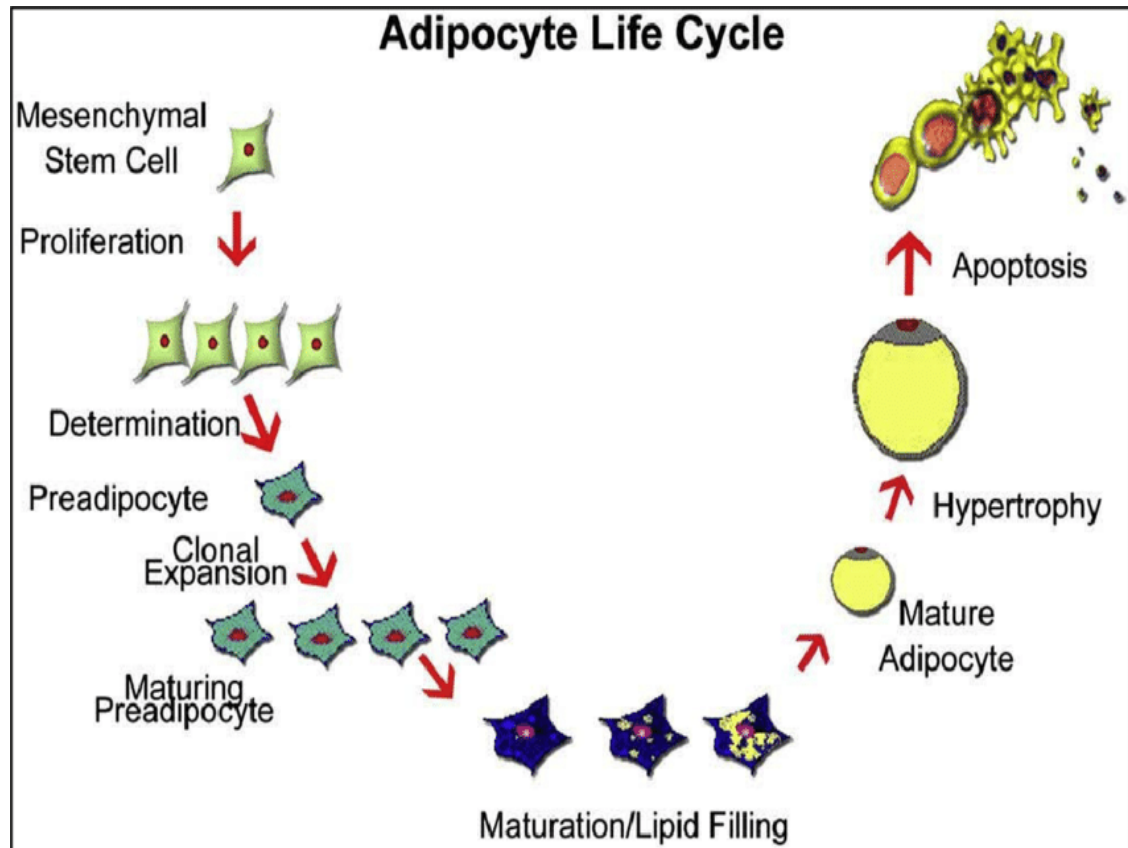 Adipocyte Life Cycle
Mesenchymal
Stem Cell
Proliferation
Determination
Preadipocyte
Clonal
Expansion
Maturing
Preadipocyte
Maturation/Lipid Filling
Mature
Adipocyte
Hypertrophy
Apoptosis